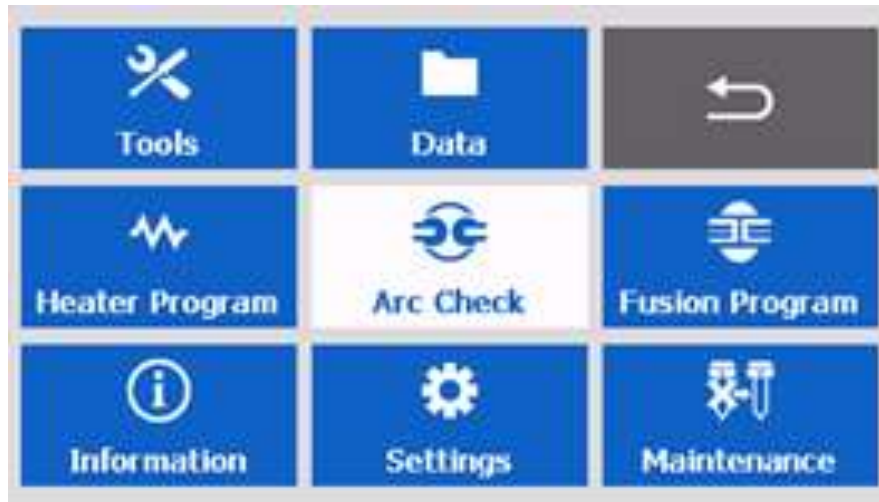 Tools
Data
Heater Program
Arc Check
Fusion Program
Information
Settings
Maintenance